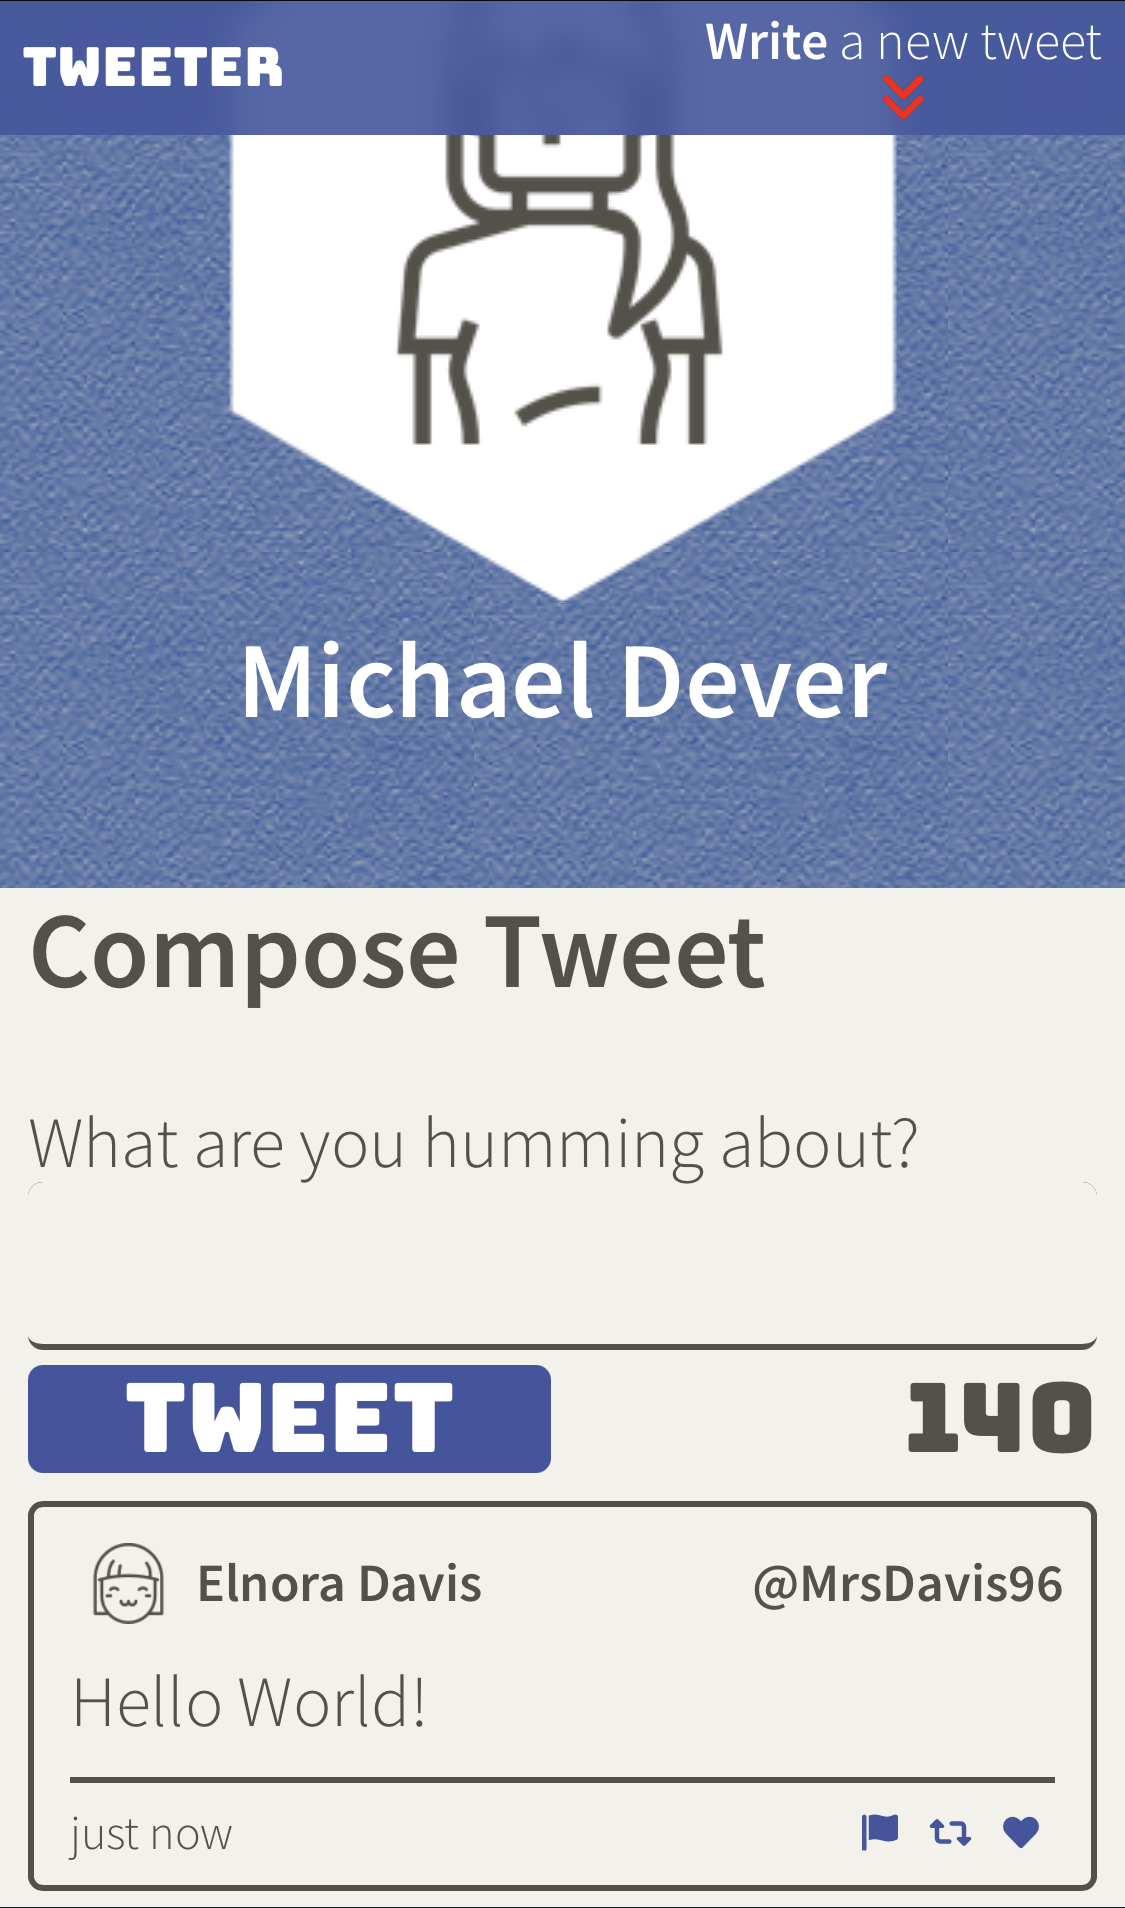 TWEETER
Write a new tweet
Michael Dever
Compose Tweet
What are you humming about?
TWEET
140
Elnora Davis @MrsDavis96
Hello World!
just now